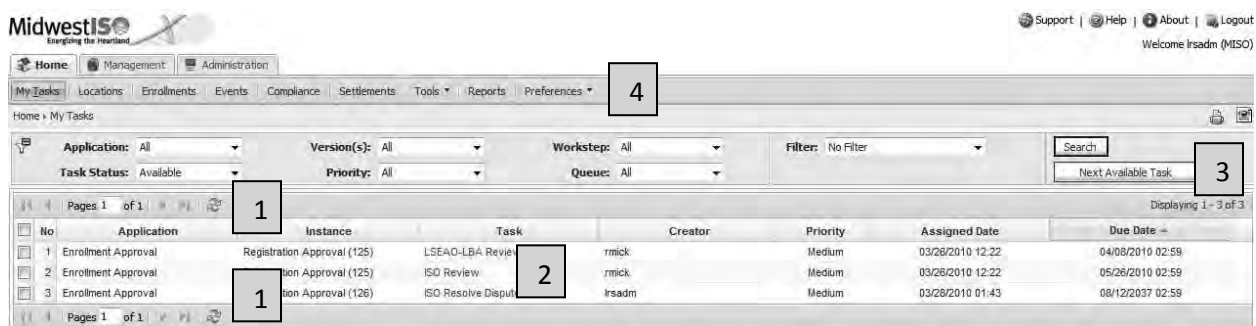 MidwestISO
Energizing the Heartland
Support | Help | About | Logout
Welcome lrsadm (MISO)
Home Management Administration
My Tasks Locations Enrollments Events Compliance Settlements Tools Reports Preferences
4
Home My Tasks
Application: All Version(s): All Workstep: All Filter: No Filter Search
Task Status: Available Priority: All Queue: All Next Available Task
3
Pages 1 of 1 Displaying 1 - 3 of 3
1
No Application Instance Task Creator Priority Assigned Date Due Date
1 Enrollment Approval Registration Approval (125) LSEAO-LBA Review rmick Medium 03/26/2010 12:22 04/08/2010 02:59
2 Enrollment Approval Approval (125) ISO Review rmick Medium 03/26/2010 12:22 05/26/2010 02:59
2
3 Enrollment Approval Approval (126) ISO Resolve Dispute lrsadm Medium 03/28/2010 01:43 08/12/2037 02:59
1
Pages 1 of 1